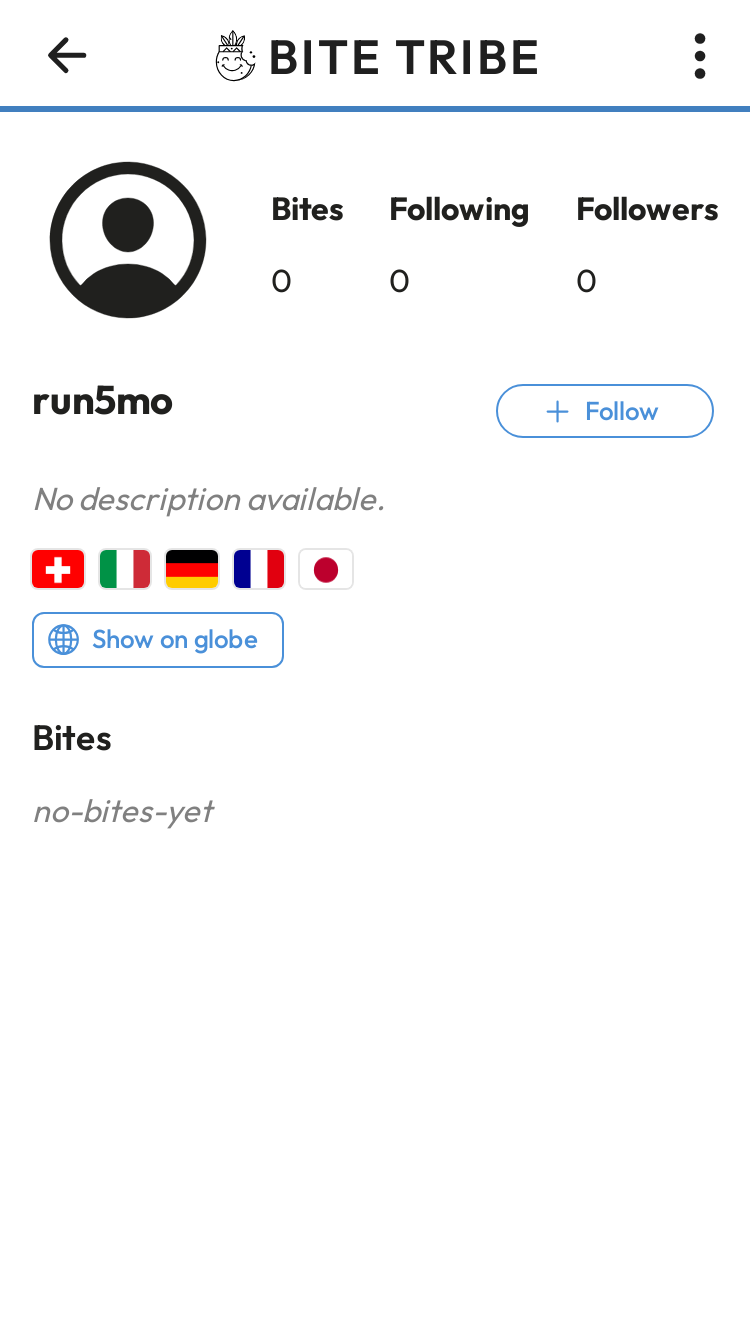 BITE TRIBE
Bites Following Followers
0 0 0
run5mo
+ Follow
No description available.
Show on globe
Bites
no-bites-yet